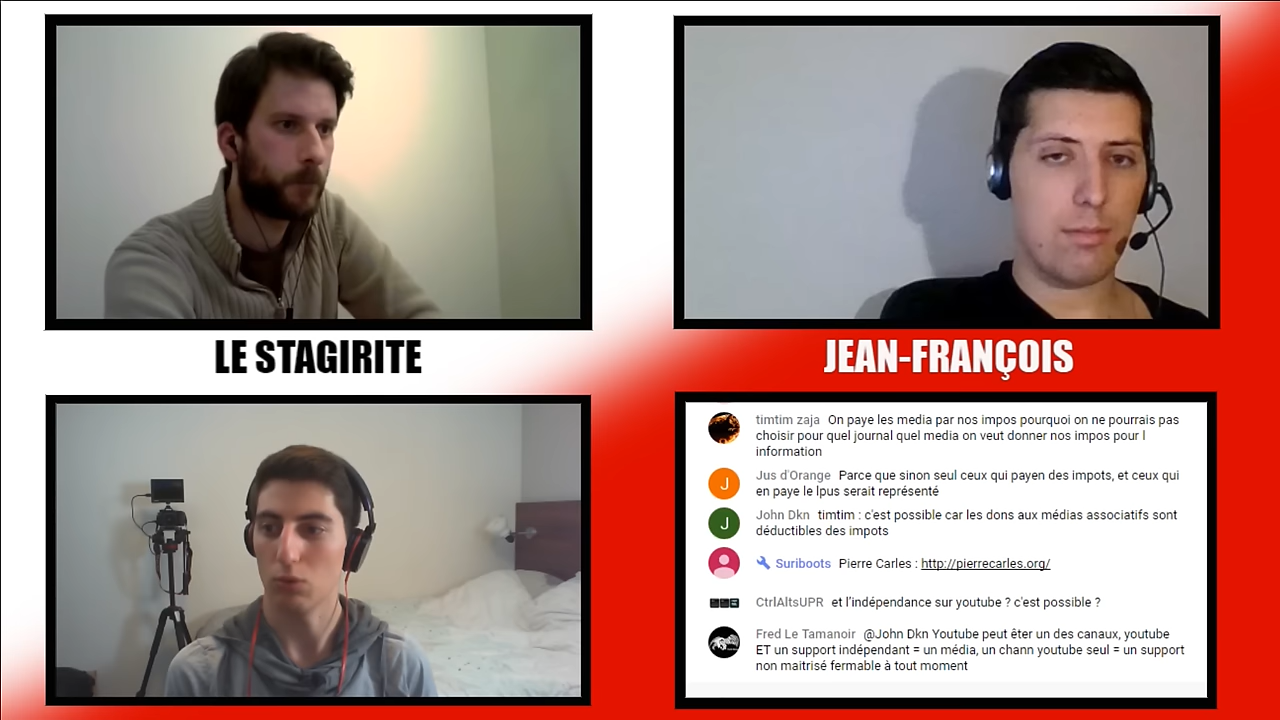 LE STAGIRITE
JEAN-FRANÇOIS
timtim zaja On paye les media par nos impos pourquoi on ne pourrais pas
choisir pour quel journal quel media on veut donner nos impos pour l
information
J
Jus d'Orange Parce que sinon seul ceux qui payen des impots, et ceux qui
en paye le lpus serait représenté
J
John Dkn timtim : c'est possible car les dons aux médias associatifs sont
déductibles des impots
Suriboots Pierre Carles : http://pierrecarles.org/
CtrlAltsUPR et l'indépendance sur youtube ? c'est possible ?
Fred Le Tamanoir @John Dkn Youtube peut êter un des canaux, youtube
ET un support indépendant = un média, un chann youtube seul = un support
non maitrisé fermable à tout moment